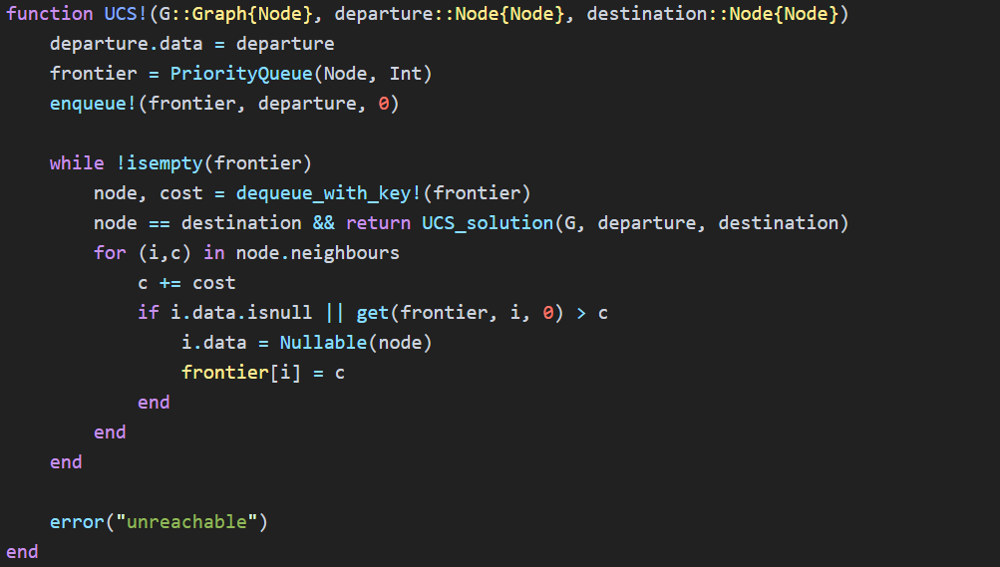 function UCS!(G::Graph{Node}, departure::Node{Node}, destination::Node{Node})
    departure.data = departure
    frontier = PriorityQueue(Node, Int)
    enqueue!(frontier, departure, 0)

    while !isempty(frontier)
        node, cost = dequeue_with_key!(frontier)
        node == destination && return UCS_solution(G, departure, destination)
        for (i,c) in node.neighbours
            c += cost
            if i.data.isnull || get(frontier, i, 0) > c
                i.data = Nullable(node)
                frontier[i] = c
            end
        end
    end

    error("unreachable")
end